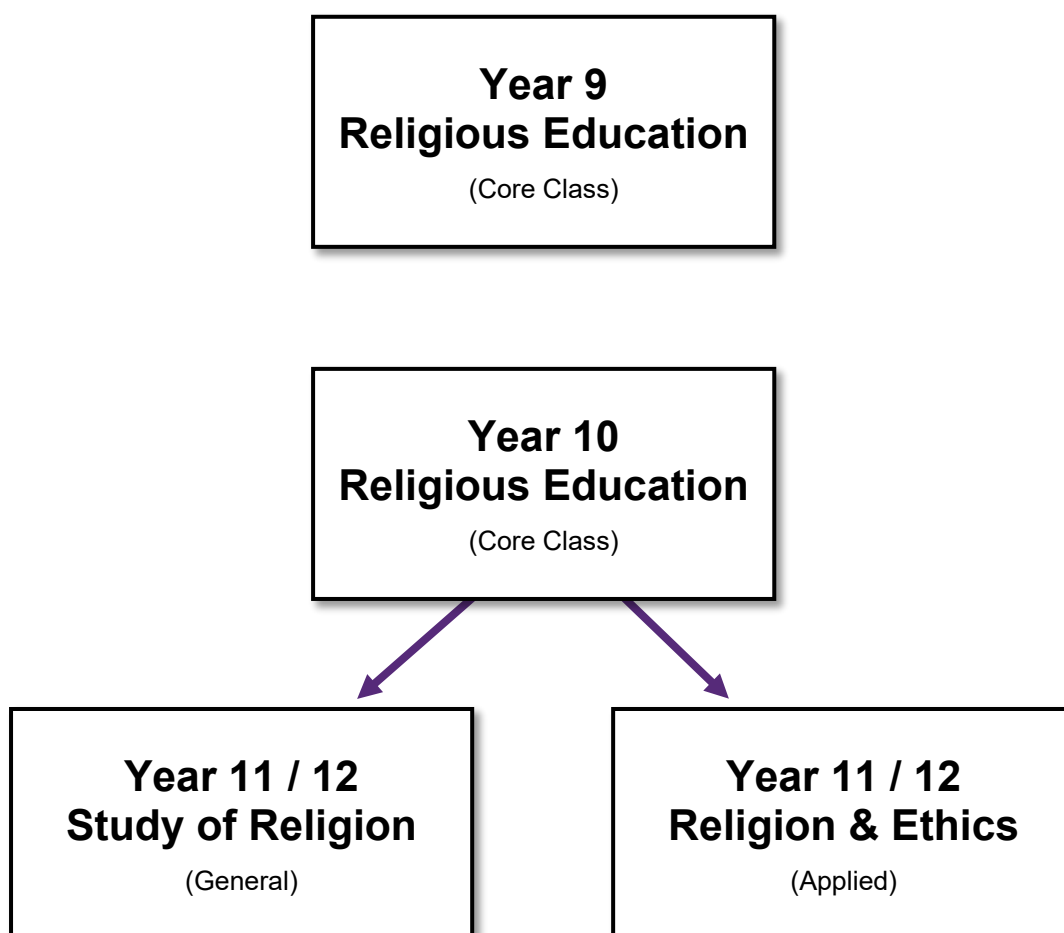 Year 9
Religious Education
(Core Class)
Year 10
Religious Education
(Core Class)
Year 11 / 12
Study of Religion
(General)
Year 11 / 12
Religion & Ethics
(Applied)